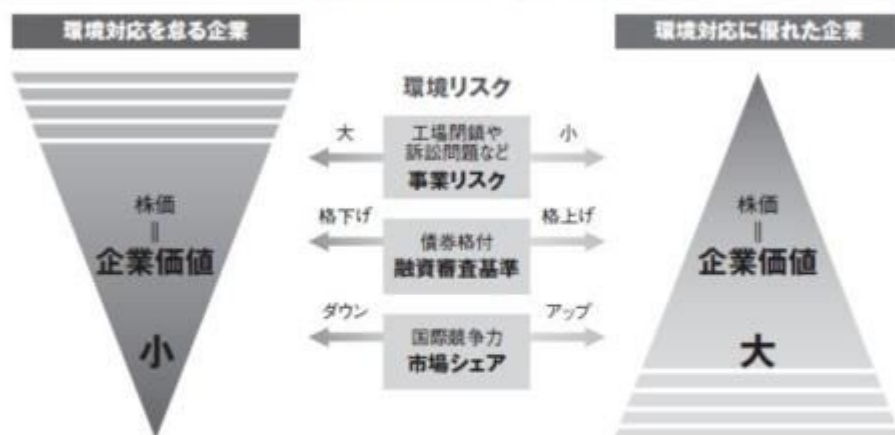 環境対応を怠る企業
環境対応に優れた企業
環境リスク
大
工場閉鎖や
訴訟問題など
事業リスク
小
株価
||
企業価値
小
格下げ
債券格付
融資審査基準
格上げ
ダウン
国際競争力
市場シェア
アップ
株価
||
企業価値
大